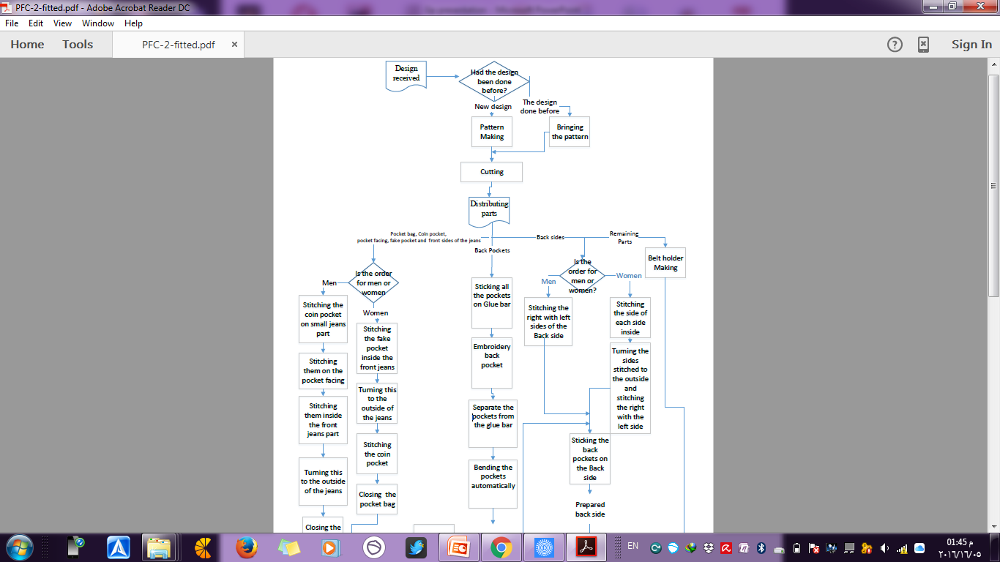 PFC-2-fitted.pdf - Adobe Acrobat Reader DC
File Edit View Window Help
Home Tools PFC-2-fitted.pdf × Sign In
Design
received
Had the design
been done
before?
New design
The design
done before
Pattern
Making
Bringing
the pattern
Cutting
Distributing
parts
Pocket bag, Coin pocket,
pocket facing, fake pocket and front sides of the jeans
Back Pockets
Back sides
Remaining
Parts
Belt holder
Making
Is the order
for men or
women
Men
Women
Stitching the
coin pocket
on small jeans
part
Stitching
them on the
pocket facing
Stitching
them inside
the front
jeans part
Turning this
to the outside
of the jeans
Closing the
Stitching
the fake
pocket
inside the
front jeans
Turning this
to the
outside of
the jeans
Stitching
the coin
pocket
Closing the
pocket bag
Sticking all
the pockets
on Glue bar
Embroidery
back
pocket
Separate the
pockets from
the glue bar
Bending the
pockets
automatically
Is the
order for
men or
women?
Men
Women
Stitching the
right with left
sides of the
Back side
Stitching
the side of
each side
inside
Turning the
sides
stitched to
the outside
and
stitching
the right
with the
left side
Sticking the
back
pockets on
the Back
side
Prepared
back side
EN
01:45 م